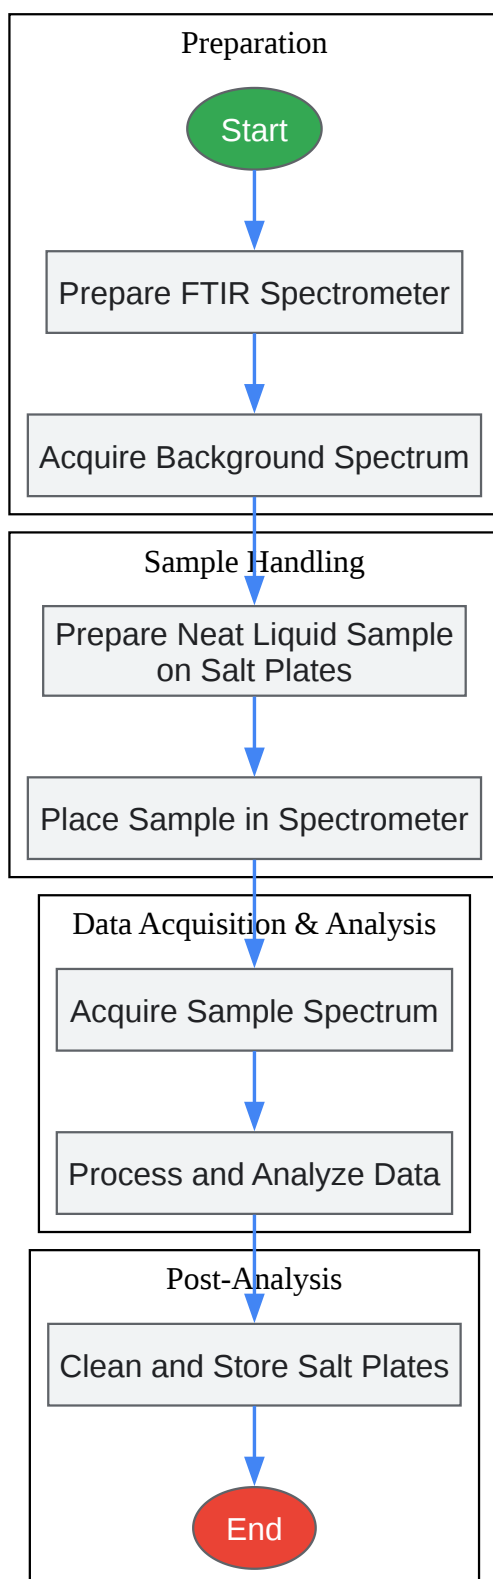 Preparation
Start
Prepare FTIR Spectrometer
Acquire Background Spectrum
Sample Handling
Prepare Neat Liquid Sample
on Salt Plates
Place Sample in Spectrometer
Data Acquisition & Analysis
Acquire Sample Spectrum
Process and Analyze Data
Post-Analysis
Clean and Store Salt Plates
End